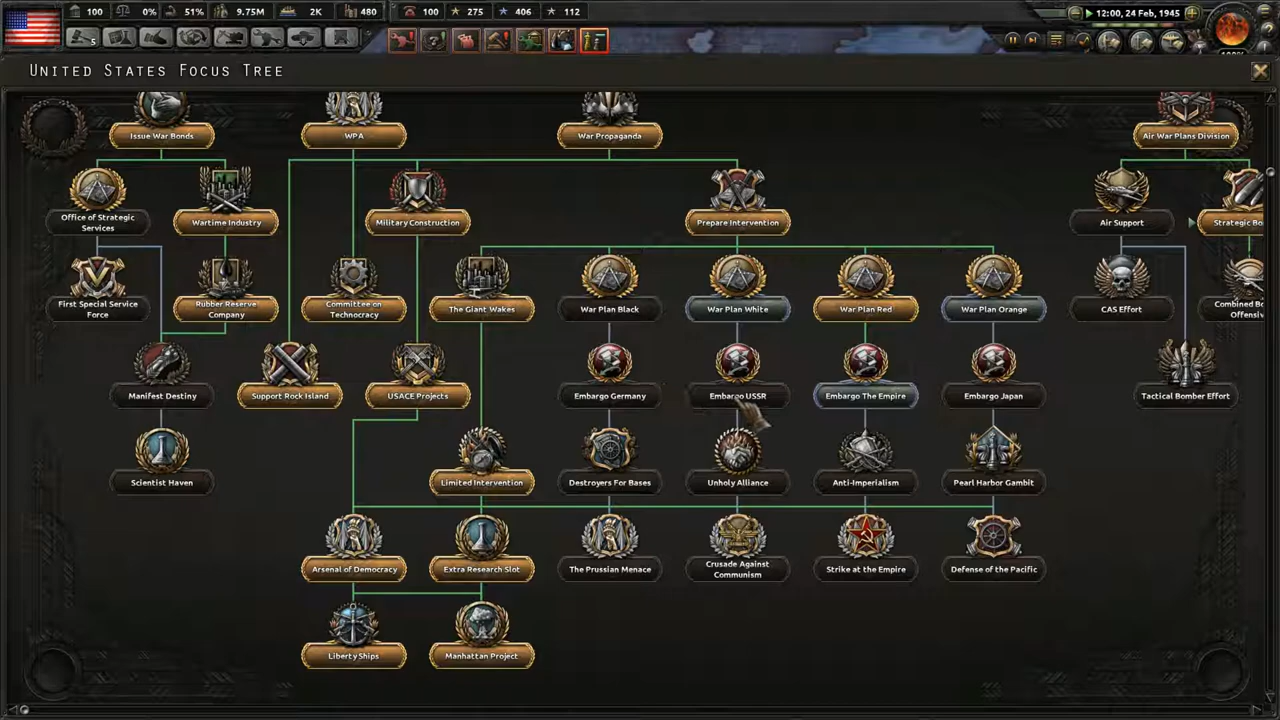 100 0% 51% 9.75M 2K 480 100 275 406 112 12:00, 24 Feb, 1945
5
United States Focus Tree
Issue War Bonds WPA War Propaganda Air War Plans Division
Office of Strategic
Services
Wartime Industry Military Construction Prepare Intervention Air Support Strategic Bo
First Special Service
Force
Rubber Reserve
Company
Committee on
Technocracy
The Giant Wakes War Plan Black War Plan White War Plan Red War Plan Orange CAS Effort
Combined Bo
Offensiv
Manifest Destiny Support Rock Island USACE Projects Embargo Germany Embargo USSR Embargo The Empire Embargo Japan Tactical Bomber Effort
Scientist Haven Limited Intervention Destroyers For Bases Unholy Alliance Anti-Imperialism Pearl Harbor Gambit
Arsenal of Democracy Extra Research Slot The Prussian Menace
Crusade Against
Communism
Strike at the Empire Defense of the Pacific
Liberty Ships Manhattan Project